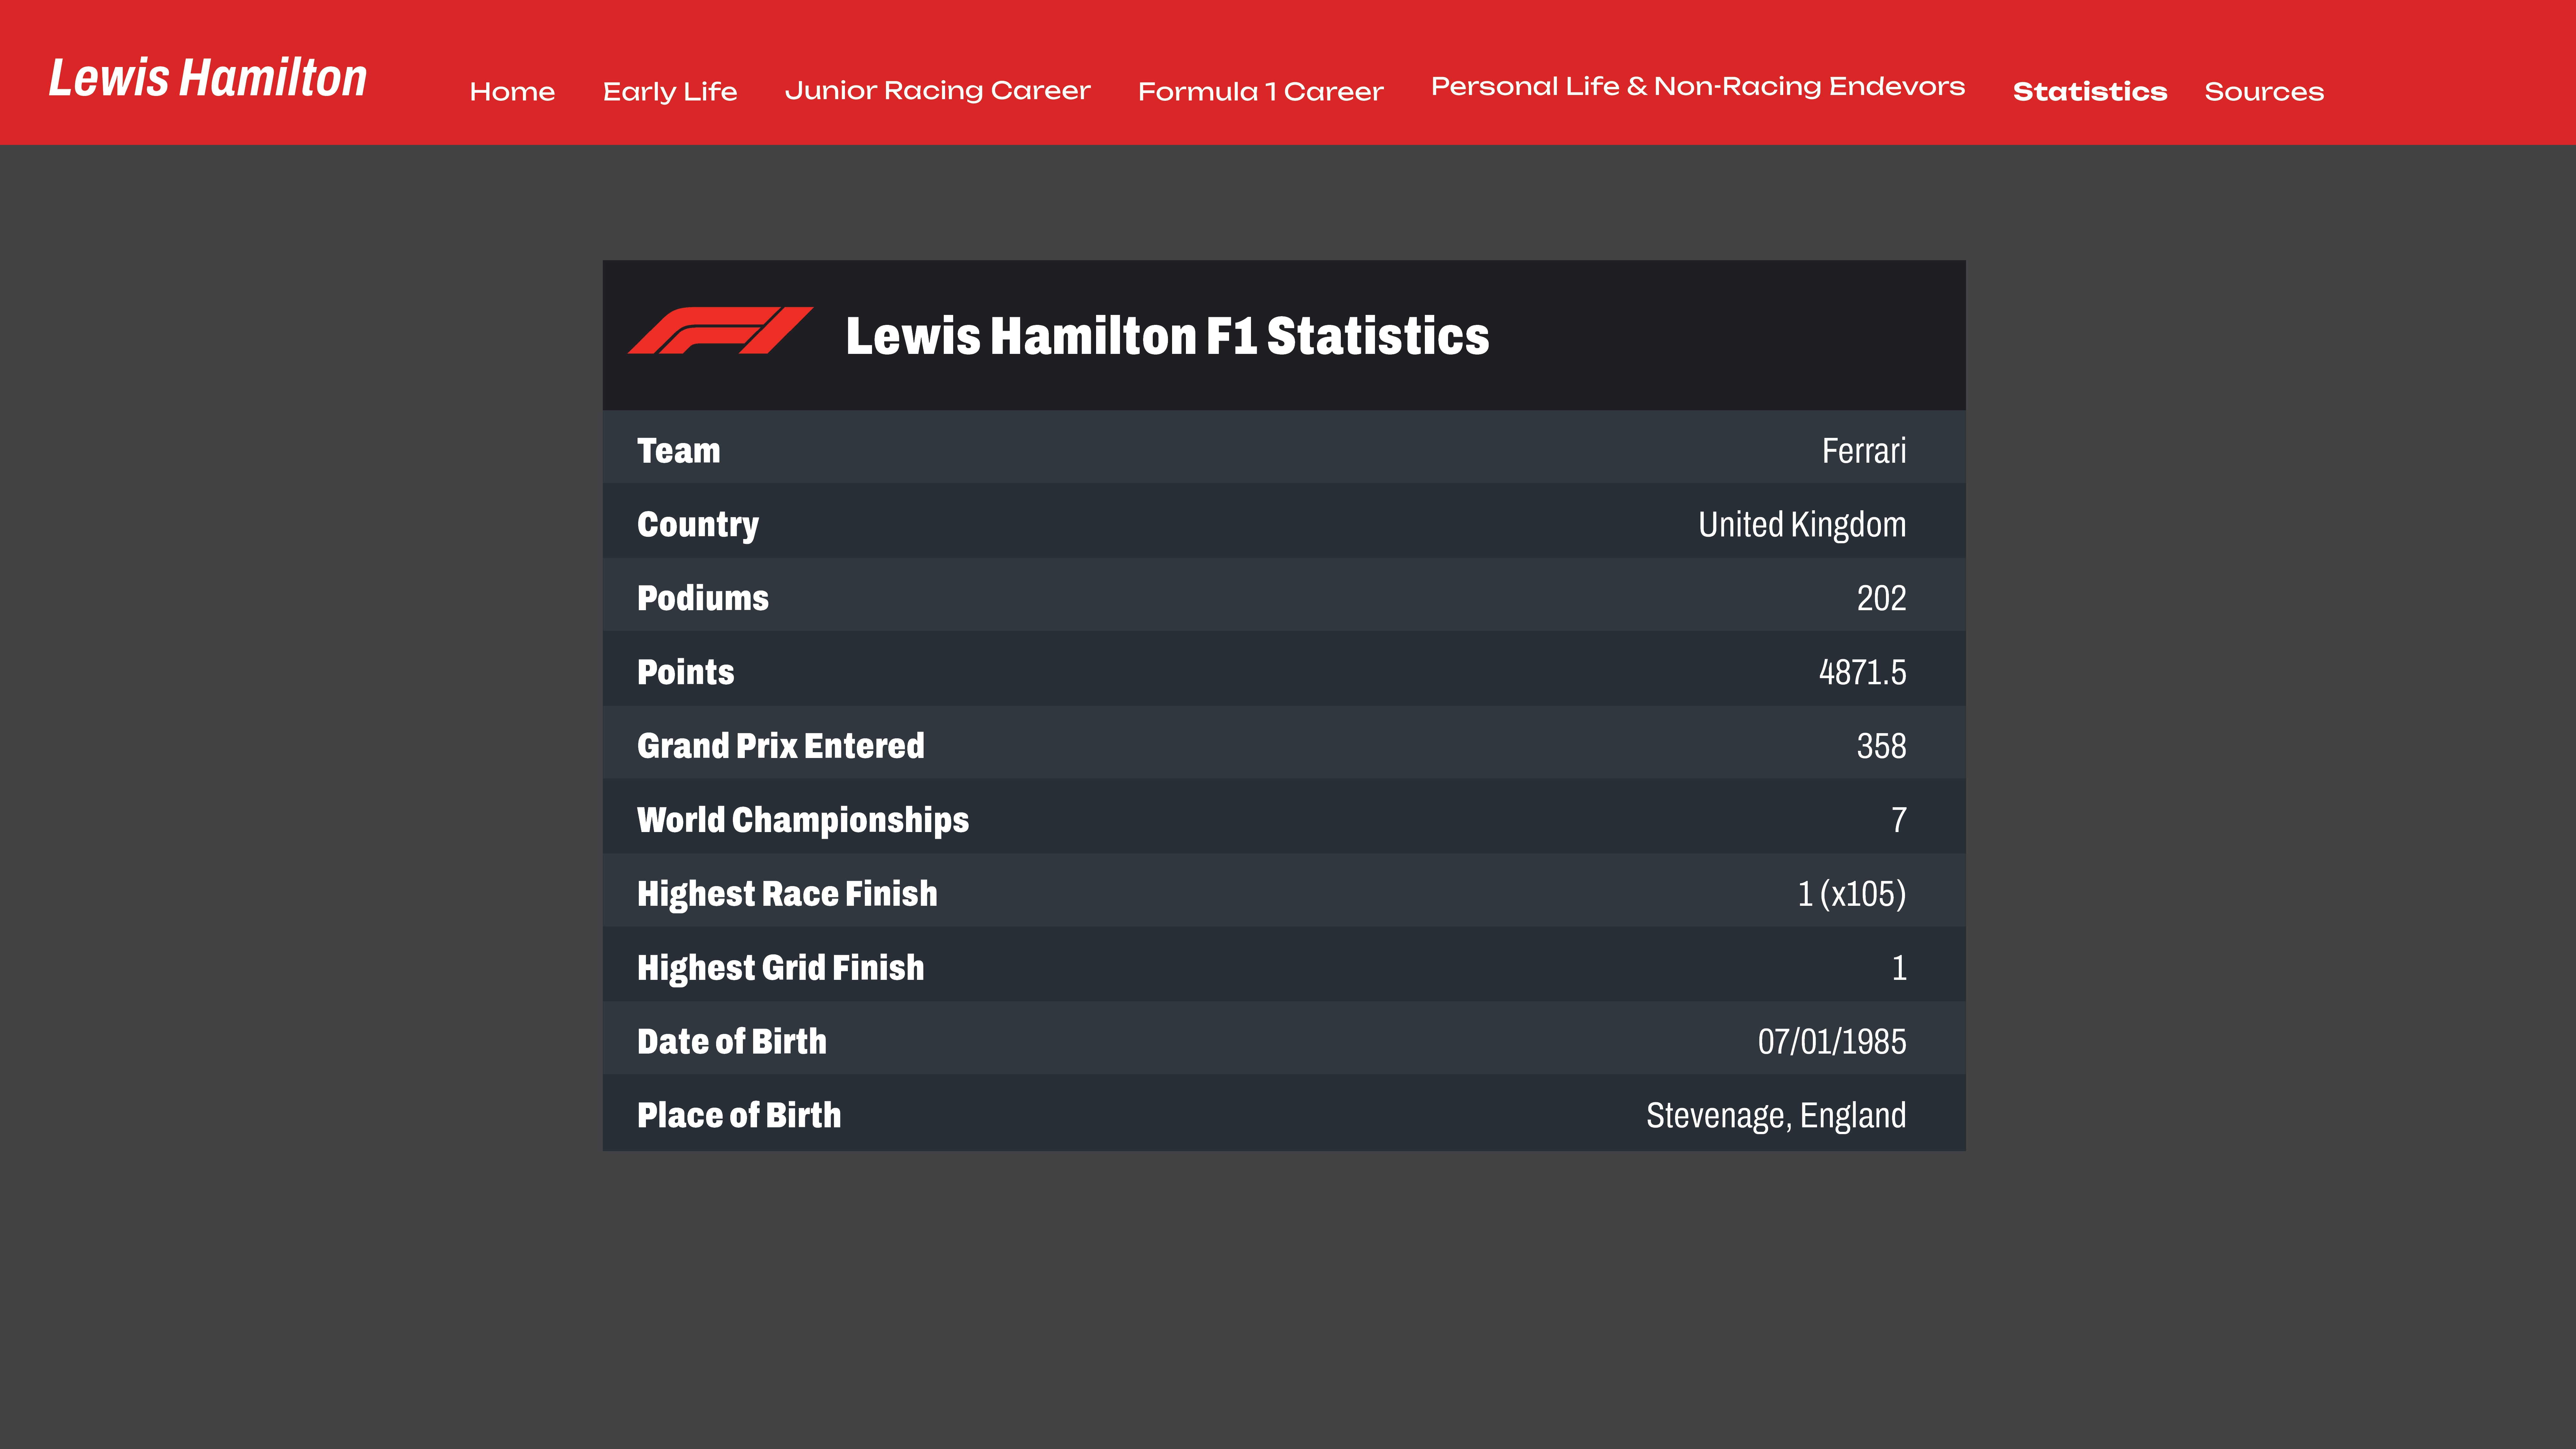 Lewis Hamilton
Home Early Life Junior Racing Career Formula 1 Career Personal Life & Non-Racing Endevors Statistics Sources
F1 Lewis Hamilton F1 Statistics
Team Ferrari
Country United Kingdom
Podiums 202
Points 4871.5
Grand Prix Entered 358
World Championships 7
Highest Race Finish 1 (x105)
Highest Grid Finish 1
Date of Birth 07/01/1985
Place of Birth Stevenage, England